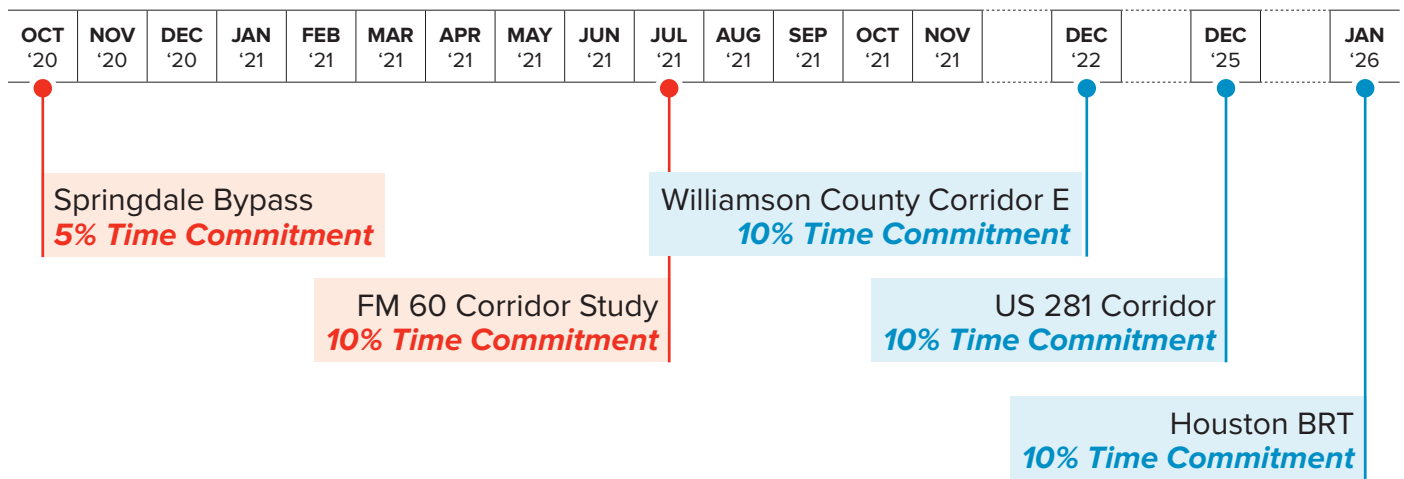 OCT NOV DEC JAN FEB MAR APR MAY JUN JUL AUG SEP OCT NOV DEC DEC JAN
‘20 ‘20 ‘20 ‘21 ‘21 ‘21 ‘21 ‘21 ‘21 ‘21 ‘21 ‘21 ‘21 ‘21 ‘22 ‘25 ‘26
Springdale Bypass
5% Time Commitment
Williamson County Corridor E
10% Time Commitment
FM 60 Corridor Study
10% Time Commitment
US 281 Corridor
10% Time Commitment
Houston BRT
10% Time Commitment